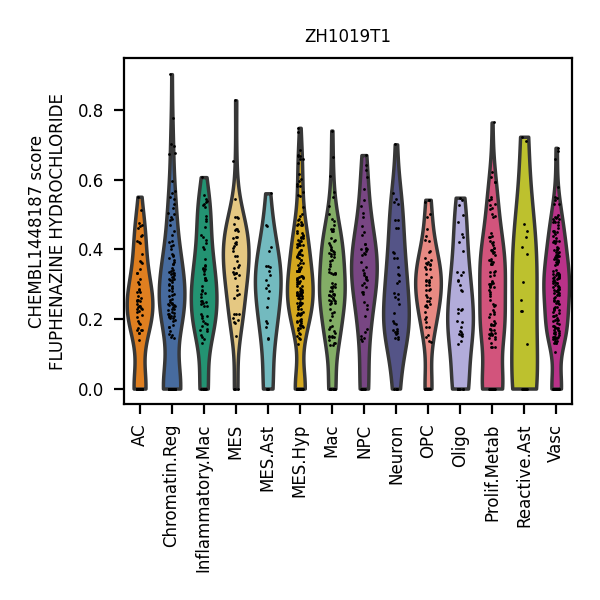 ZH1019T1
CHEMBL1448187 score
FLUPHENAZINE HYDROCHLORIDE
0.8
0.6
0.4
0.2
0.0
AC
Chromatin.Reg
Inflammatory.Mac
MES
MES.Ast
MES.Hyp
Mac
NPC
Neuron
OPC
Oligo
Prolif.Metab
Reactive.Ast
Vasc